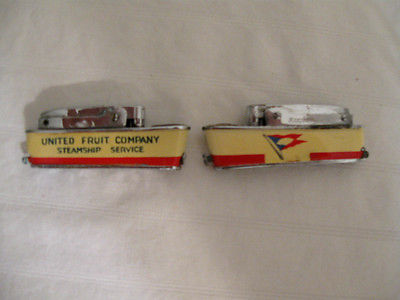 UNITED FRUIT COMPANY
STEAMSHIP SERVICE